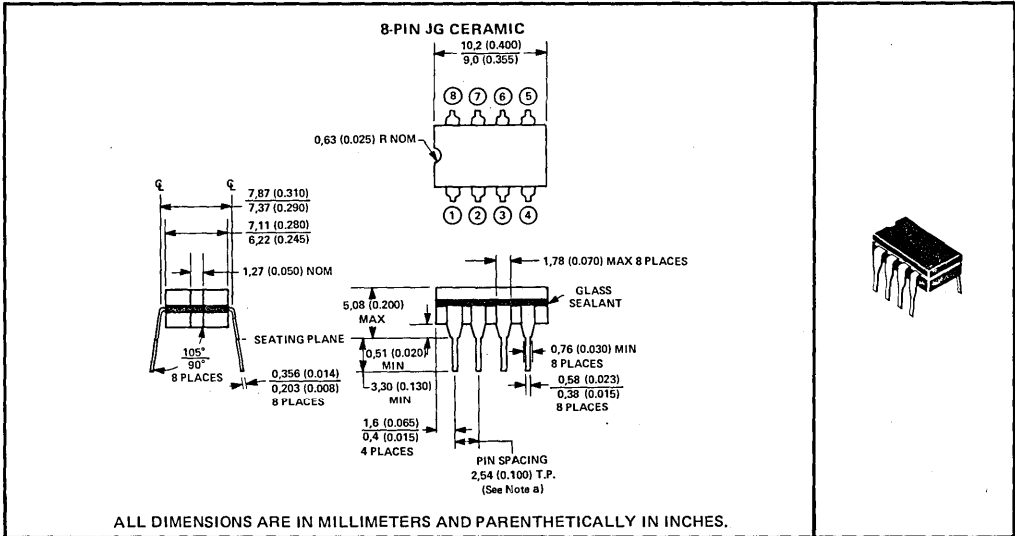 8-PIN JG CERAMIC
10,2 (0.400)
9,0 (0.355)
8 7 6 5
0,63 (0.025) R NOM
1 2 3 4
℄ ℄
7,87 (0.310)
7,37 (0.290)
7,11 (0.280)
6,22 (0.245)
1,27 (0.050) NOM
105°
90°
8 PLACES
0,356 (0.014)
0,203 (0.008)
8 PLACES
SEATING PLANE
1,78 (0.070) MAX 8 PLACES
5,08 (0.200)
MAX
GLASS
SEALANT
0,51 (0.020)
MIN
3,30 (0.130)
MIN
0,76 (0.030) MIN
8 PLACES
0,58 (0.023)
0,38 (0.015)
8 PLACES
1,6 (0.065)
0,4 (0.015)
4 PLACES
PIN SPACING
2,54 (0.100) T.P.
(See Note a)
ALL DIMENSIONS ARE IN MILLIMETERS AND PARENTHETICALLY IN INCHES.